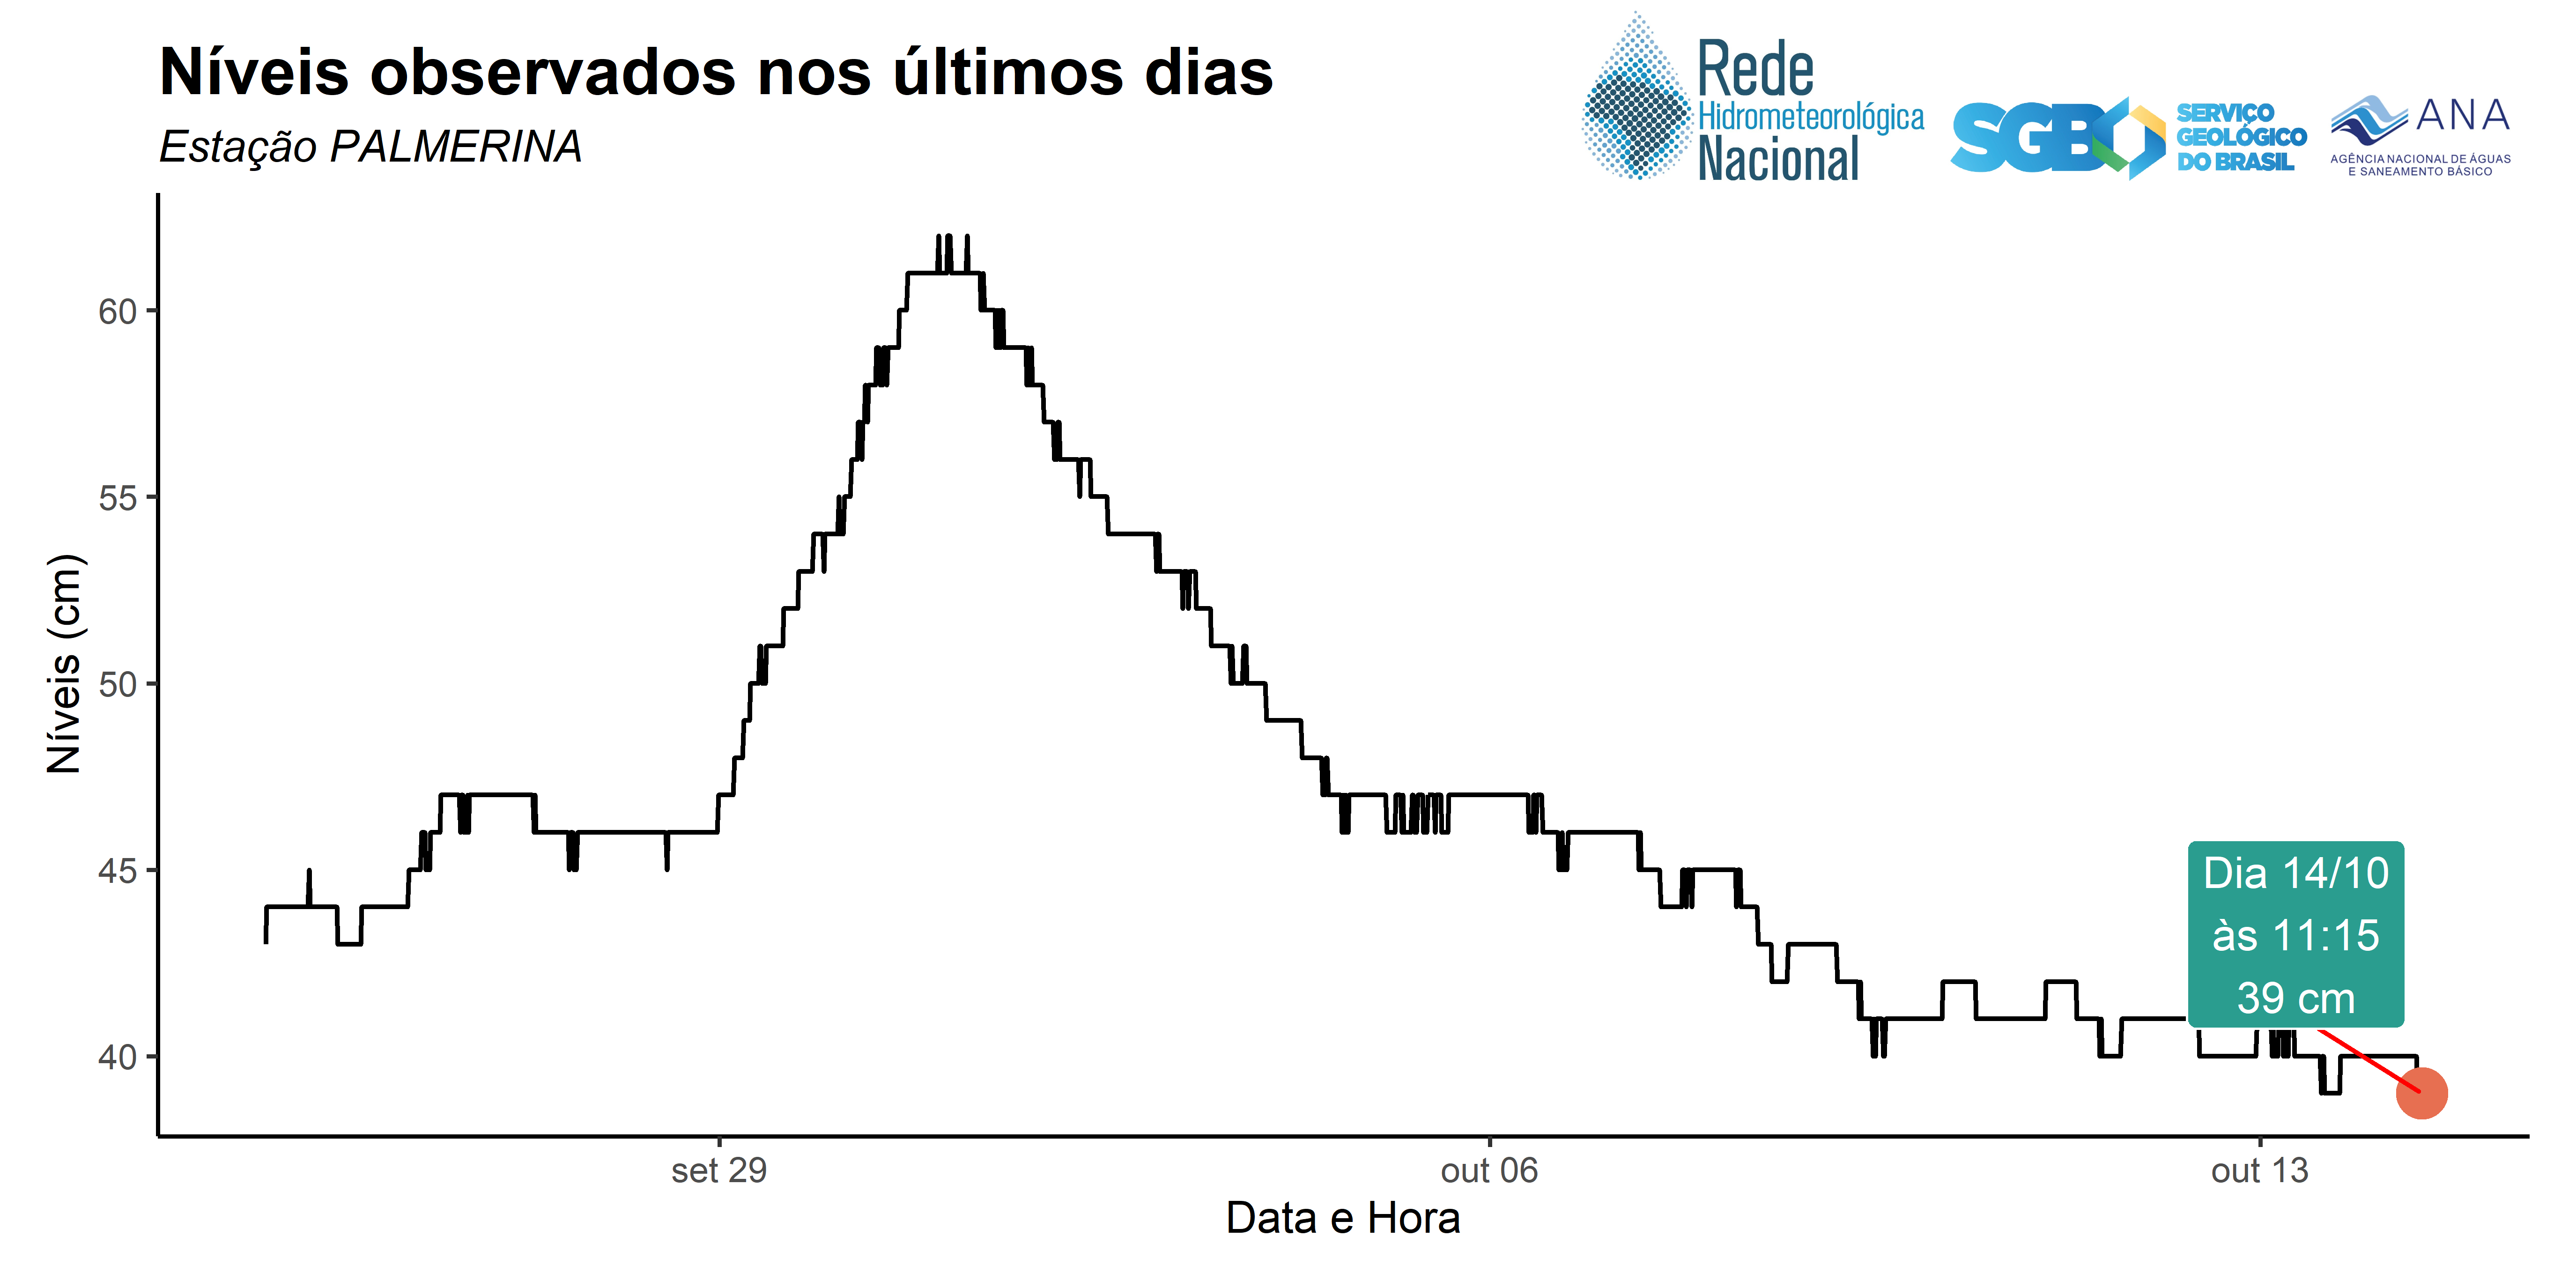 Níveis observados nos últimos dias
Estação PALMERINA
Rede
Hidrometeorológica
Nacional
SGB
SERVIÇO
GEOLÓGICO
DO BRASIL
ANA
AGÊNCIA NACIONAL DE ÁGUAS
E SANEAMENTO BÁSICO
Níveis (cm)
60
55
50
45
40
Dia 14/10
às 11:15
39 cm
set 29
out 06
out 13
Data e Hora